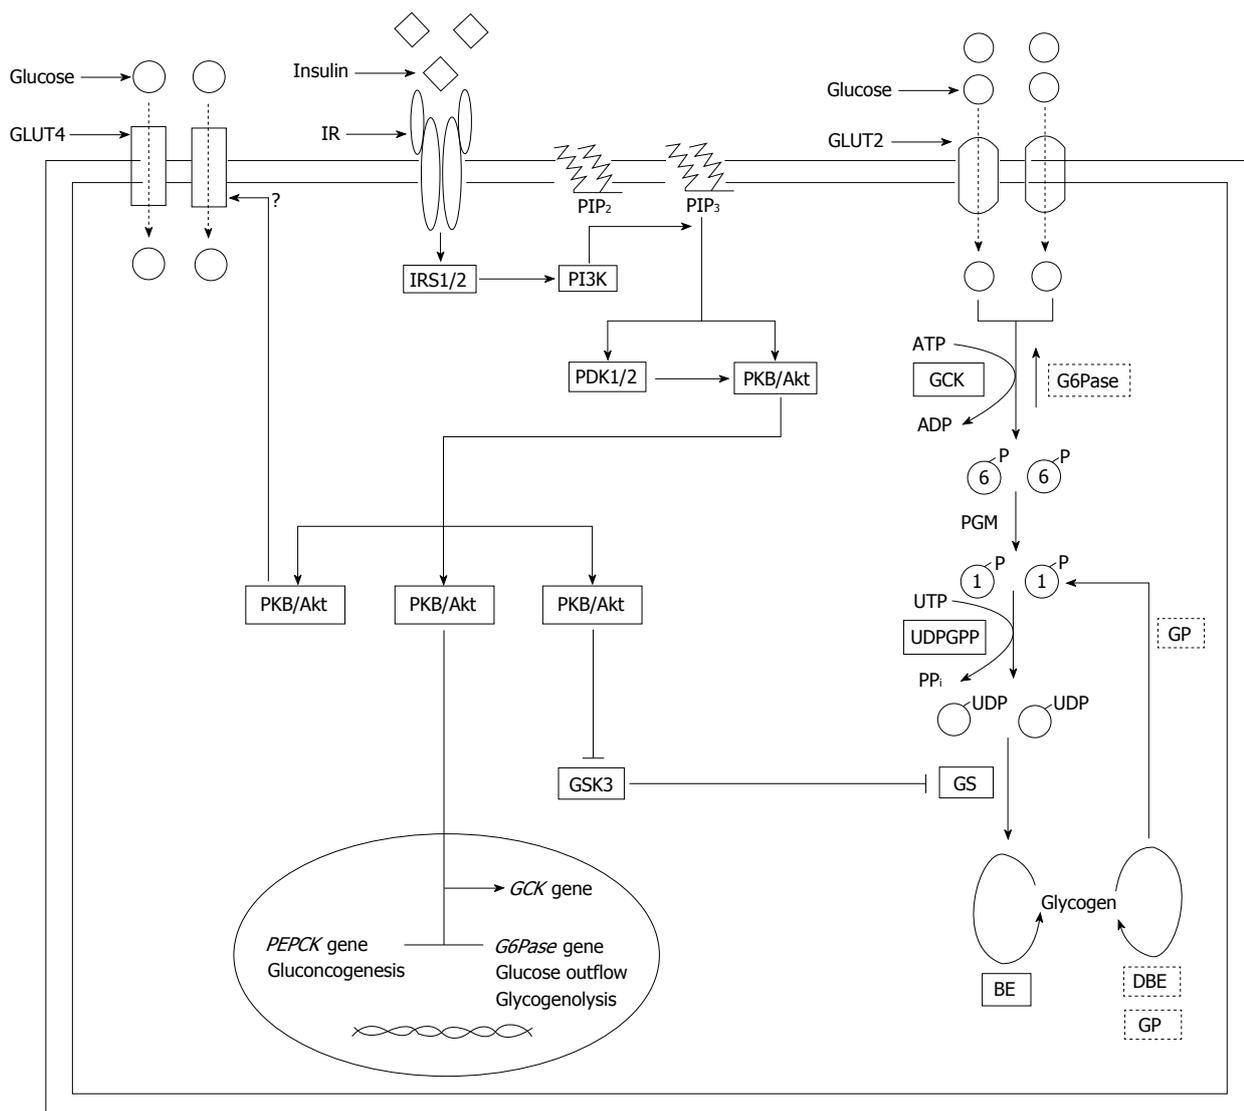 Glucose
GLUT4
Insulin
IR
PIP₂
PIP₃
Glucose
GLUT2
?
IRS1/2
PI3K
PDK1/2
PKB/Akt
ATP
GCK
G6Pase
ADP
P
P
6
6
PGM
P
P
1
1
UTP
UDPGPP
GP
PPᵢ
UDP
UDP
PKB/Akt
PKB/Akt
PKB/Akt
GSK3
GS
GCK gene
PEPCK gene
Gluconcogenesis
G6Pase gene
Glucose outflow
Glycogenolysis
Glycogen
BE
DBE
GP